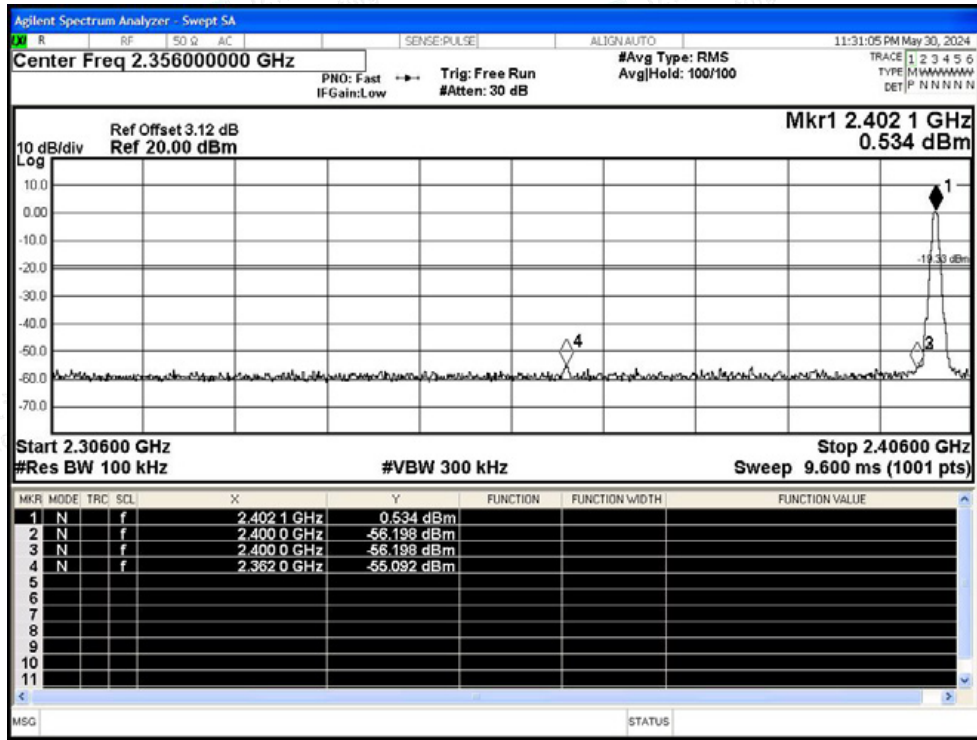 Agilent Spectrum Analyzer - Swept SA
R RF 50 Ω AC SENSE:PULSE ALIGN AUTO 11:31:05 PM May 30, 2024
Center Freq 2.356000000 GHz #Avg Type: RMS TRACE 1 2 3 4 5 6
PNO: Fast Trig: Free Run Avg|Hold: 100/100 TYPE M WWWWW
IFGain:Low #Atten: 30 dB DET P N N N N N
Mkr1 2.402 1 GHz
Ref Offset 3.12 dB
10 dB/div Ref 20.00 dBm 0.534 dBm
Log
10.0
1
0.00
-10.0
-20.0
-19.33 dBm
-30.0
-40.0
4
-50.0
-60.0
-70.0
Start 2.30600 GHz Stop 2.40600 GHz
#Res BW 100 kHz #VBW 300 kHz Sweep 9.600 ms (1001 pts)
MKR MODE TRC SCL X Y FUNCTION FUNCTION WIDTH FUNCTION VALUE
1 N f 2.402 1 GHz 0.534 dBm
2 N f 2.400 0 GHz -56.198 dBm
3 N f 2.400 0 GHz -56.198 dBm
4 N f 2.362 0 GHz -55.092 dBm
5
6
7
8
9
10
11
MSG STATUS